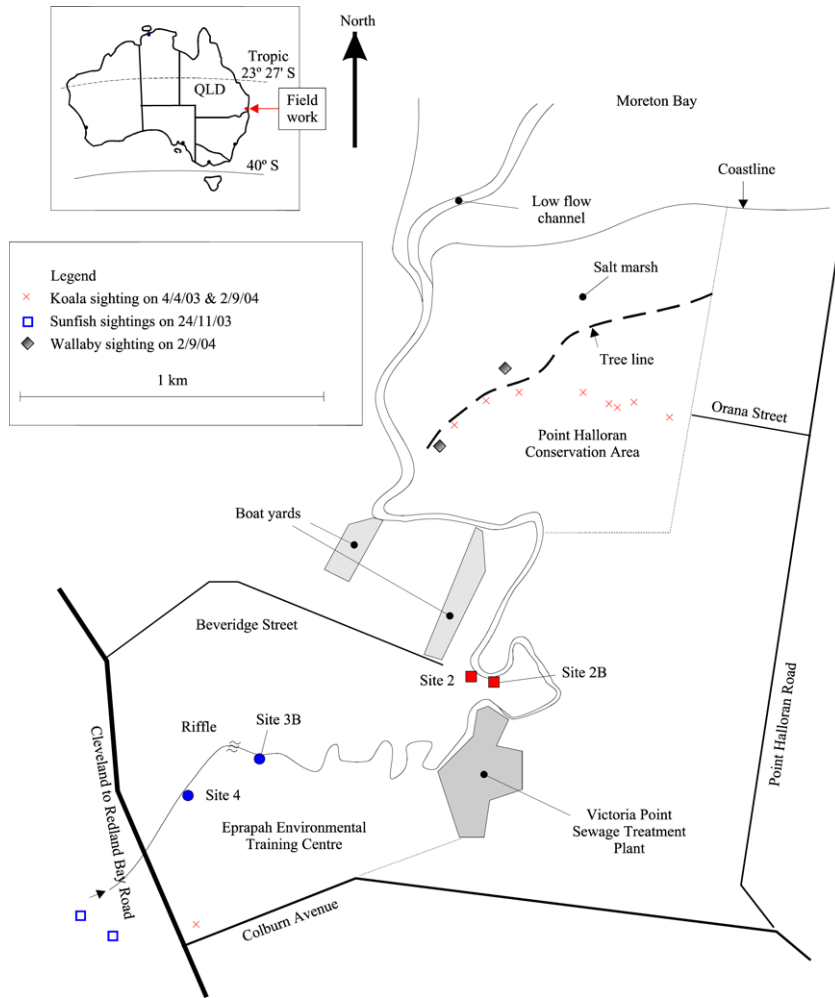 North
Tropic
23º 27' S
QLD
Field
work
40º S
Moreton Bay
Coastline
Low flow
channel
Salt marsh
Legend
Koala sighting on 4/4/03 & 2/9/04
Sunfish sightings on 24/11/03
Wallaby sighting on 2/9/04
1 km
Tree line
Orana Street
Point Halloran
Conservation Area
Boat yards
Beveridge Street
Site 2
Site 2B
Point Halloran Road
Site 3B
Riffle
Site 4
Cleveland to Redland Bay Road
Eprapah Environmental
Training Centre
Victoria Point
Sewage Treatment
Plant
Colburn Avenue